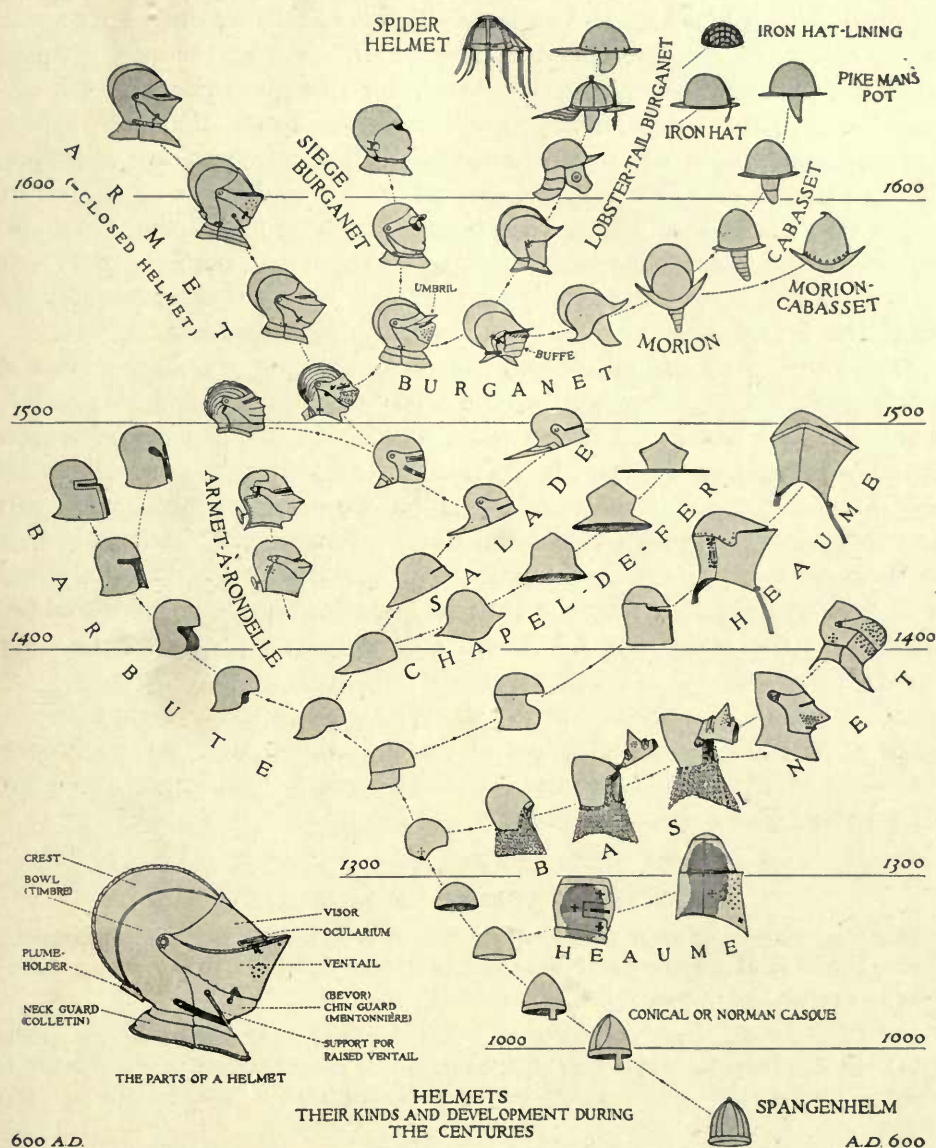 SPIDER
HELMET
IRON HAT-LINING
PIKEMAN'S
POT
IRON HAT
LOBSTER-TAIL BURGANET
ARMET
(=CLOSED HELMET)
SIEGE
BURGANET
1600
1600
CABASSET
UMBRIL
MORION-
CABASSET
BUFFE
MORION
BURGANET
1500
1500
ARMET-À-RONDELLE
SALADE
CHAPEL-DE-FER
HEAUME
BARBUTE
1400
1400
BASINET
1300
1300
HEAUME
CREST
BOWL
(TIMBRE)
PLUME-
HOLDER
NECK GUARD
(COLLETIN)
VISOR
OCULARIUM
VENTAIL
(BEVOR)
CHIN GUARD
(MENTONNIÈRE)
SUPPORT FOR
RAISED VENTAIL
THE PARTS OF A HELMET
CONICAL OR NORMAN CASQUE
1000
1000
HELMETS
THEIR KINDS AND DEVELOPMENT DURING
THE CENTURIES
SPANGENHELM
600 A.D.
A.D. 600